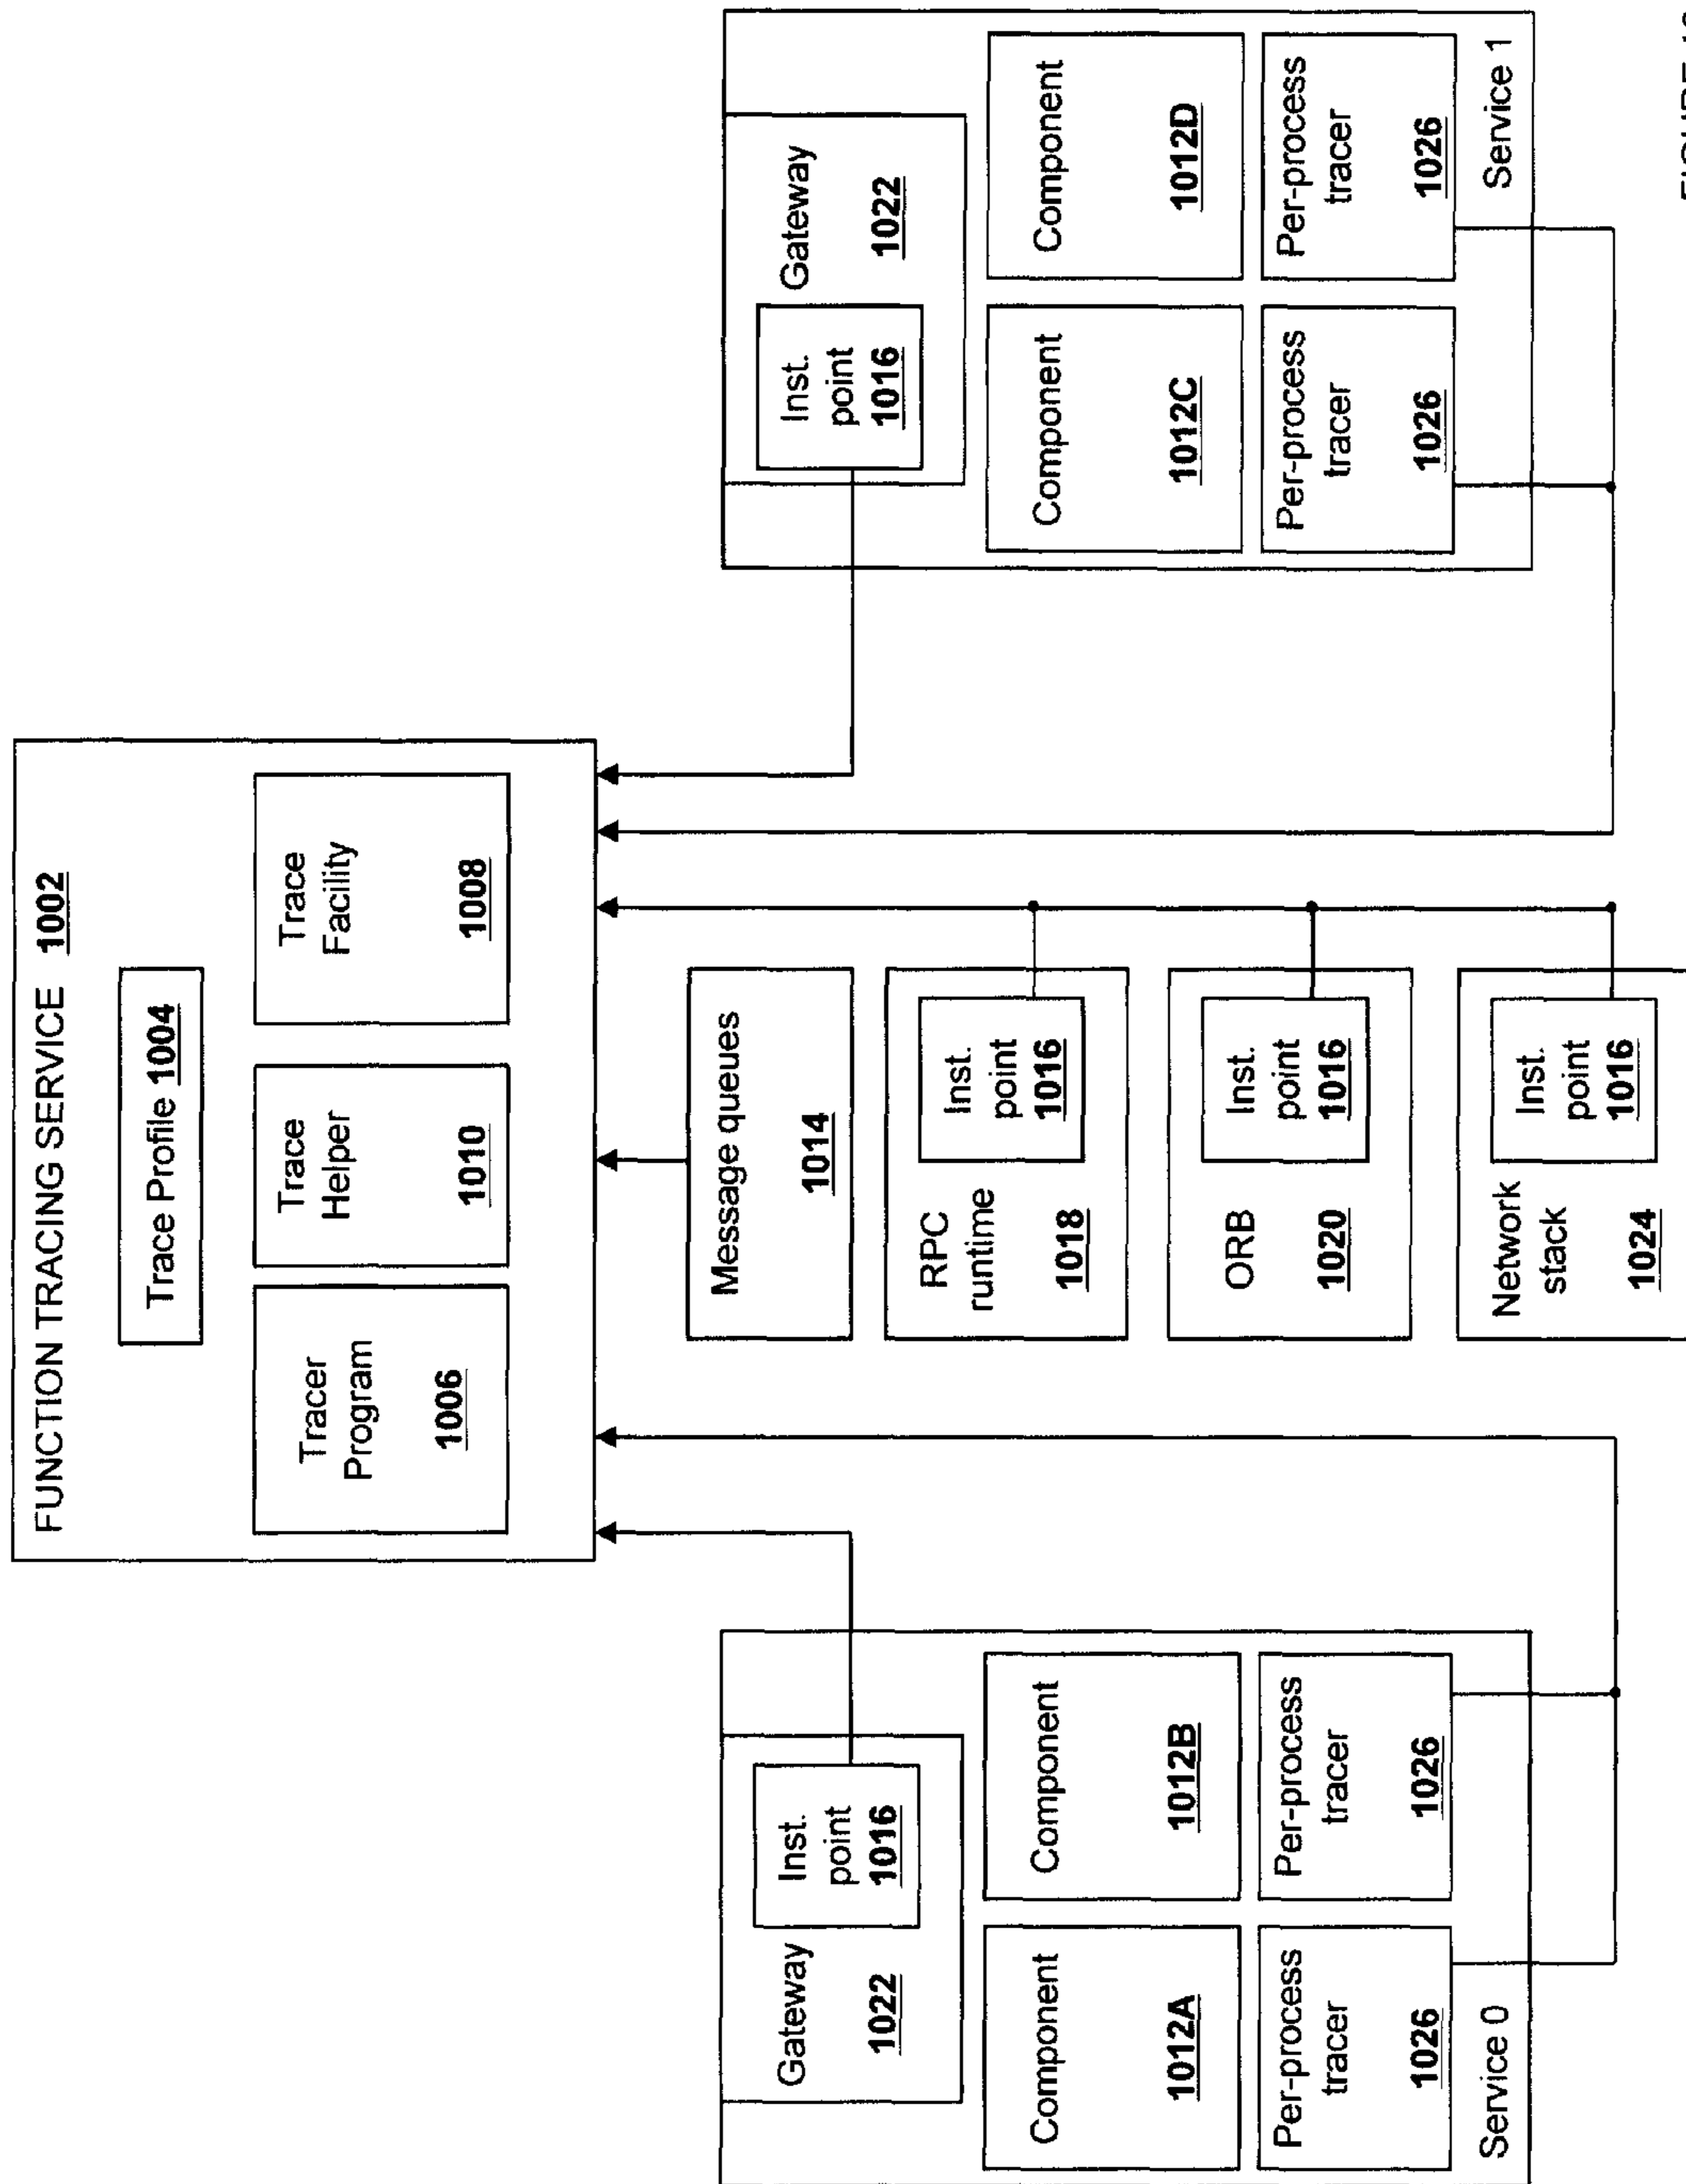 FUNCTION TRACING SERVICE 1002
Trace Profile 1004
Tracer
Program
1006
Trace
Helper
1010
Trace
Facility
1008
Gateway
1022
Inst.
point
1016
Component
1012A
Component
1012B
Per-process
tracer
1026
Per-process
tracer
1026
Service 0
Message queues
1014
RPC
runtime
1018
Inst.
point
1016
ORB
1020
Inst.
point
1016
Network
stack
1024
Inst.
point
1016
Inst.
point
1016
Gateway
1022
Component
1012C
Component
1012D
Per-process
tracer
1026
Per-process
tracer
1026
Service 1